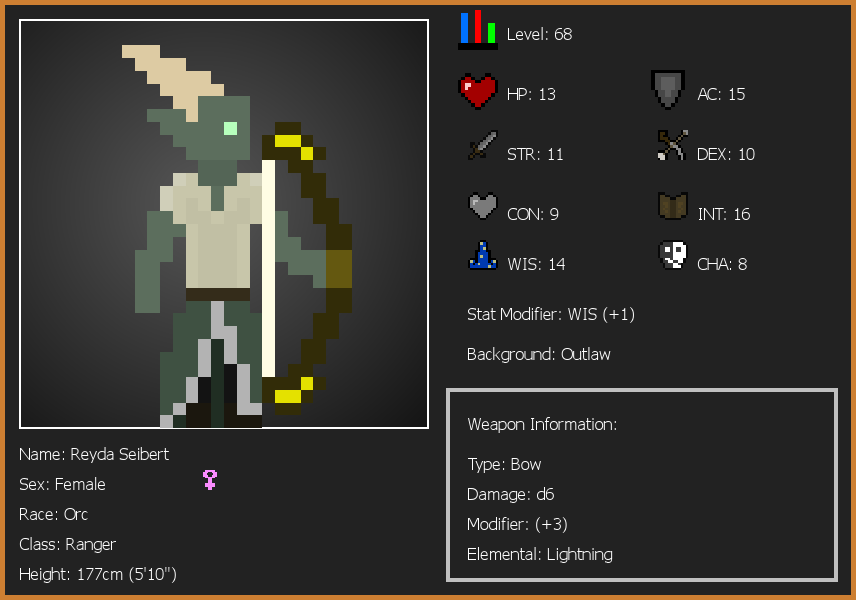 Level: 68
HP: 13
AC: 15
STR: 11
DEX: 10
CON: 9
INT: 16
WIS: 14
CHA: 8
Stat Modifier: WIS (+1)
Background: Outlaw
Weapon Information:
Type: Bow
Damage: d6
Modifier: (+3)
Elemental: Lightning
Name: Reyda Seibert
Sex: Female
Race: Orc
Class: Ranger
Height: 177cm (5'10")